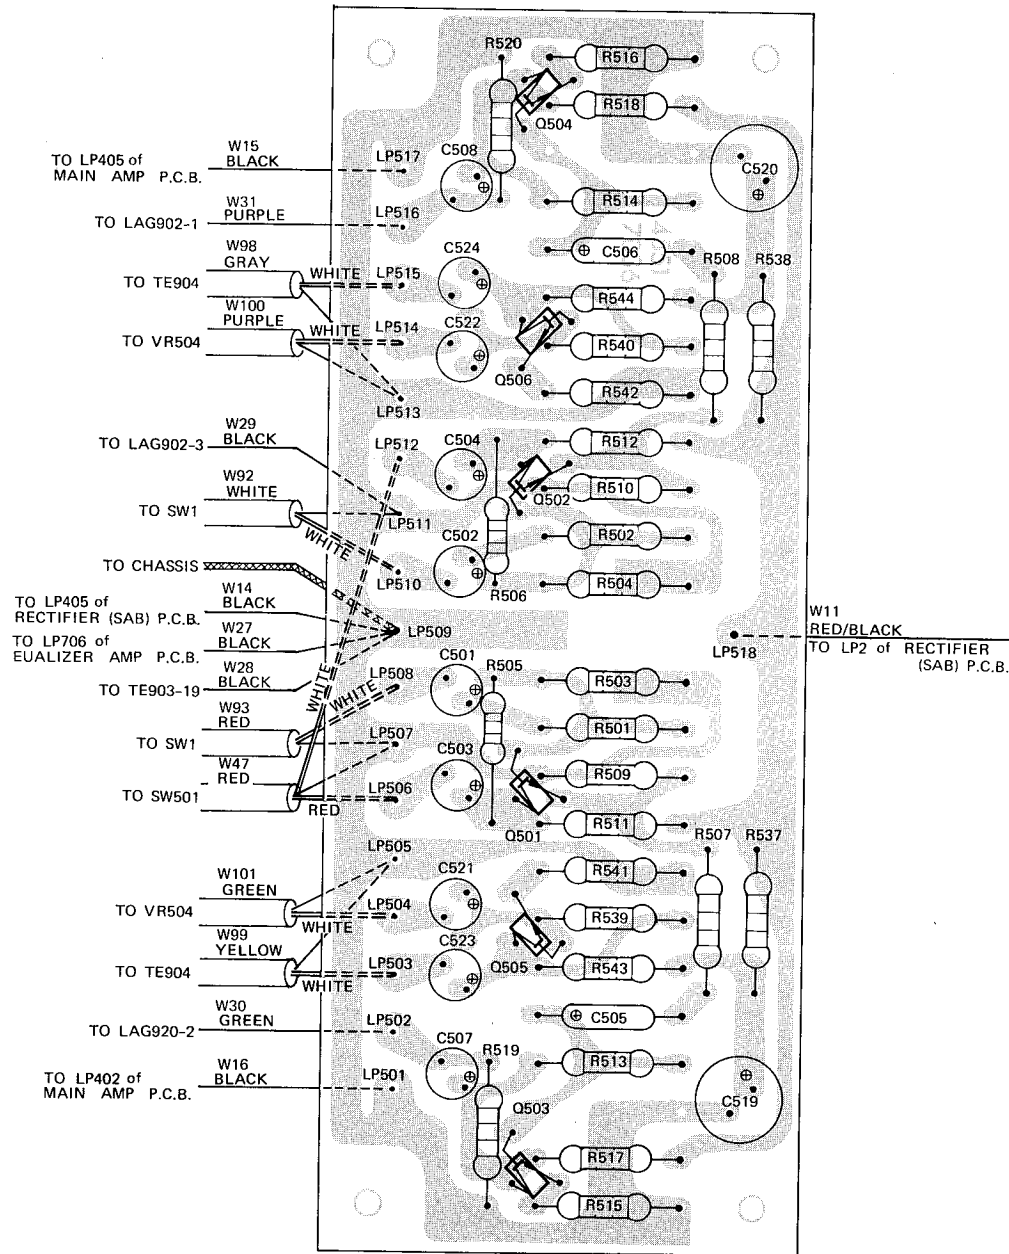 R520
R516
R518
Q504
W15
BLACK
TO LP405 of
MAIN AMP P.C.B.
LP517
C508
C520
W31
PURPLE
TO LAG902-1
LP516
R514
W98
GRAY
TO TE904
WHITE
LP515
C524
C506
R508
R538
R544
W100
PURPLE
TO VR504
WHITE
LP514
C522
R540
Q506
R542
LP513
W29
BLACK
TO LAG902-3
LP512
C504
R512
W92
WHITE
TO SW1
R510
Q502
LP511
WHITE
C502
R502
TO CHASSIS
LP510
R504
R506
W14
BLACK
TO LP405 of
RECTIFIER (SAB) P.C.B.
LP509
W11
RED/BLACK
TO LP2 of RECTIFIER
(SAB) P.C.B.
LP518
W27
BLACK
TO LP706 of
EUALIZER AMP P.C.B.
W28
BLACK
TO TE903-19
WHITE
WHITE
LP508
C501
R505
R503
W93
RED
TO SW1
LP507
R501
C503
R509
W47
RED
TO SW501
RED
LP506
Q501
R511
R507
R537
LP505
W101
GREEN
TO VR504
WHITE
LP504
C521
R541
R539
W99
YELLOW
TO TE904
WHITE
LP503
C523
Q505
R543
W30
GREEN
TO LAG920-2
LP502
C505
C507
R519
R513
W16
BLACK
TO LP402 of
MAIN AMP P.C.B.
LP501
C519
Q503
R517
R515